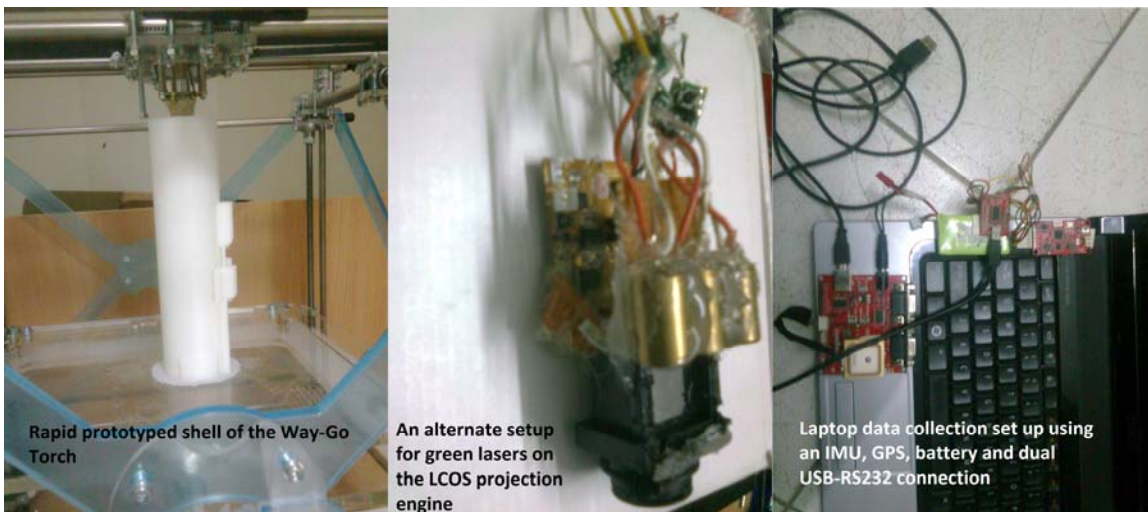 Rapid prototyped shell of the Way-Go
Torch
An alternate setup
for green lasers on
the LCOS projection
engine
Laptop data collection set up using
an IMU, GPS, battery and dual
USB-RS232 connection